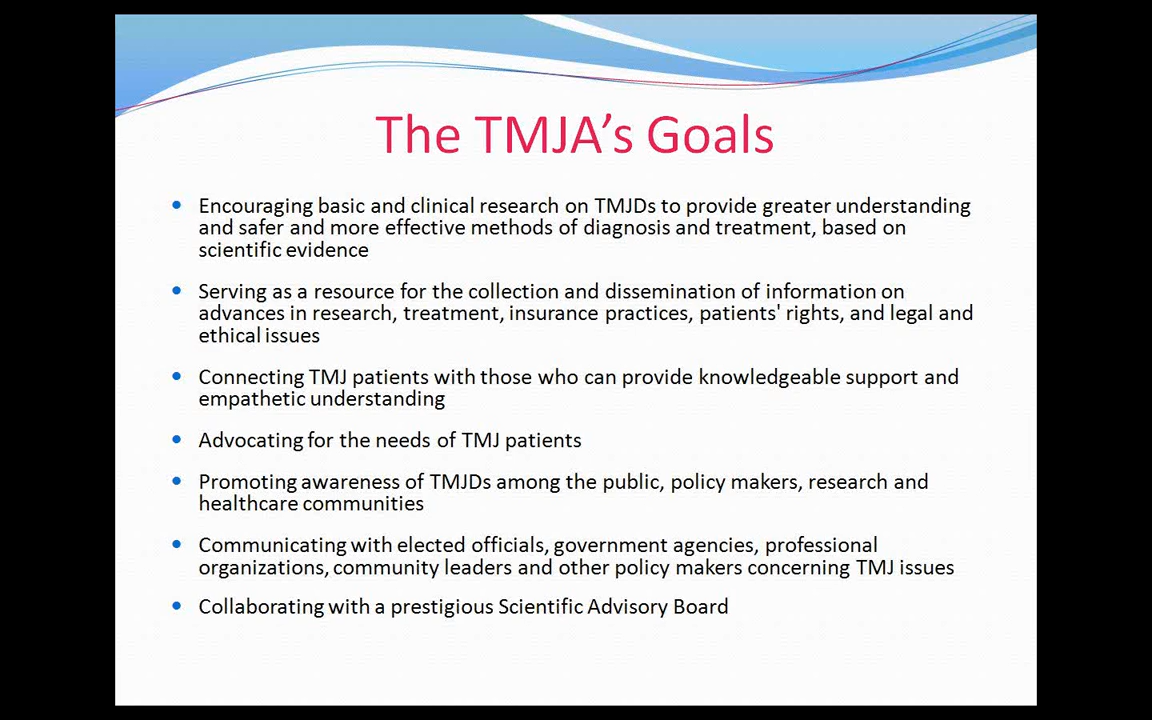 The TMJA’s Goals
• Encouraging basic and clinical research on TMJDs to provide greater understanding
and safer and more effective methods of diagnosis and treatment, based on
scientific evidence
• Serving as a resource for the collection and dissemination of information on
advances in research, treatment, insurance practices, patients' rights, and legal and
ethical issues
• Connecting TMJ patients with those who can provide knowledgeable support and
empathetic understanding
• Advocating for the needs of TMJ patients
• Promoting awareness of TMJDs among the public, policy makers, research and
healthcare communities
• Communicating with elected officials, government agencies, professional
organizations, community leaders and other policy makers concerning TMJ issues
• Collaborating with a prestigious Scientific Advisory Board